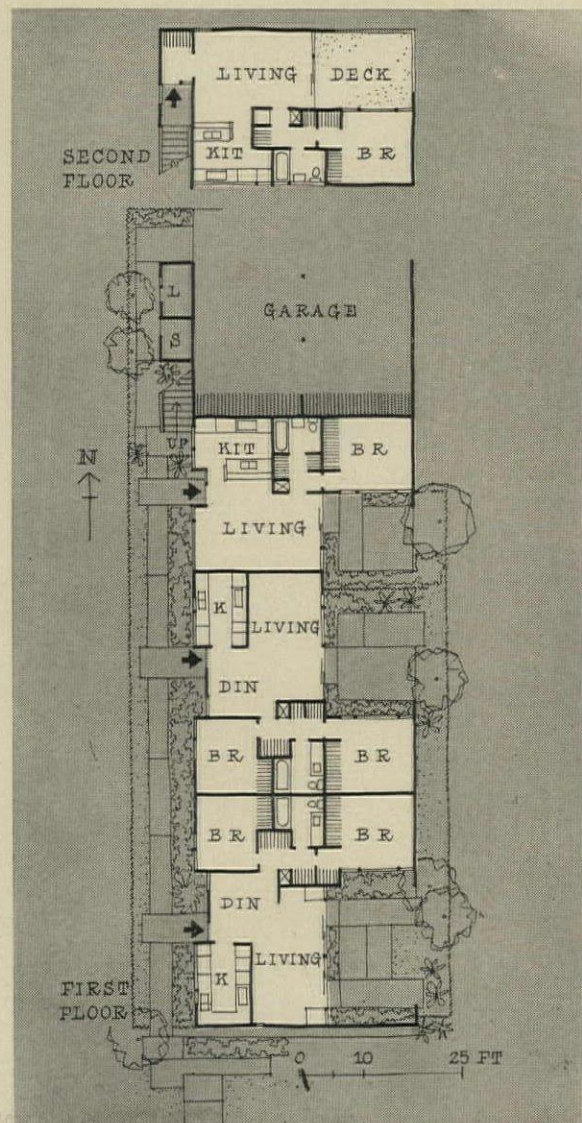 LIVING DECK
SECOND
FLOOR
KIT BR
L
GARAGE
S
UP
KIT BR
N
LIVING
K
LIVING
DIN
BR BR
BR BR
DIN
LIVING
K
FIRST
FLOOR
0 10 25 FT